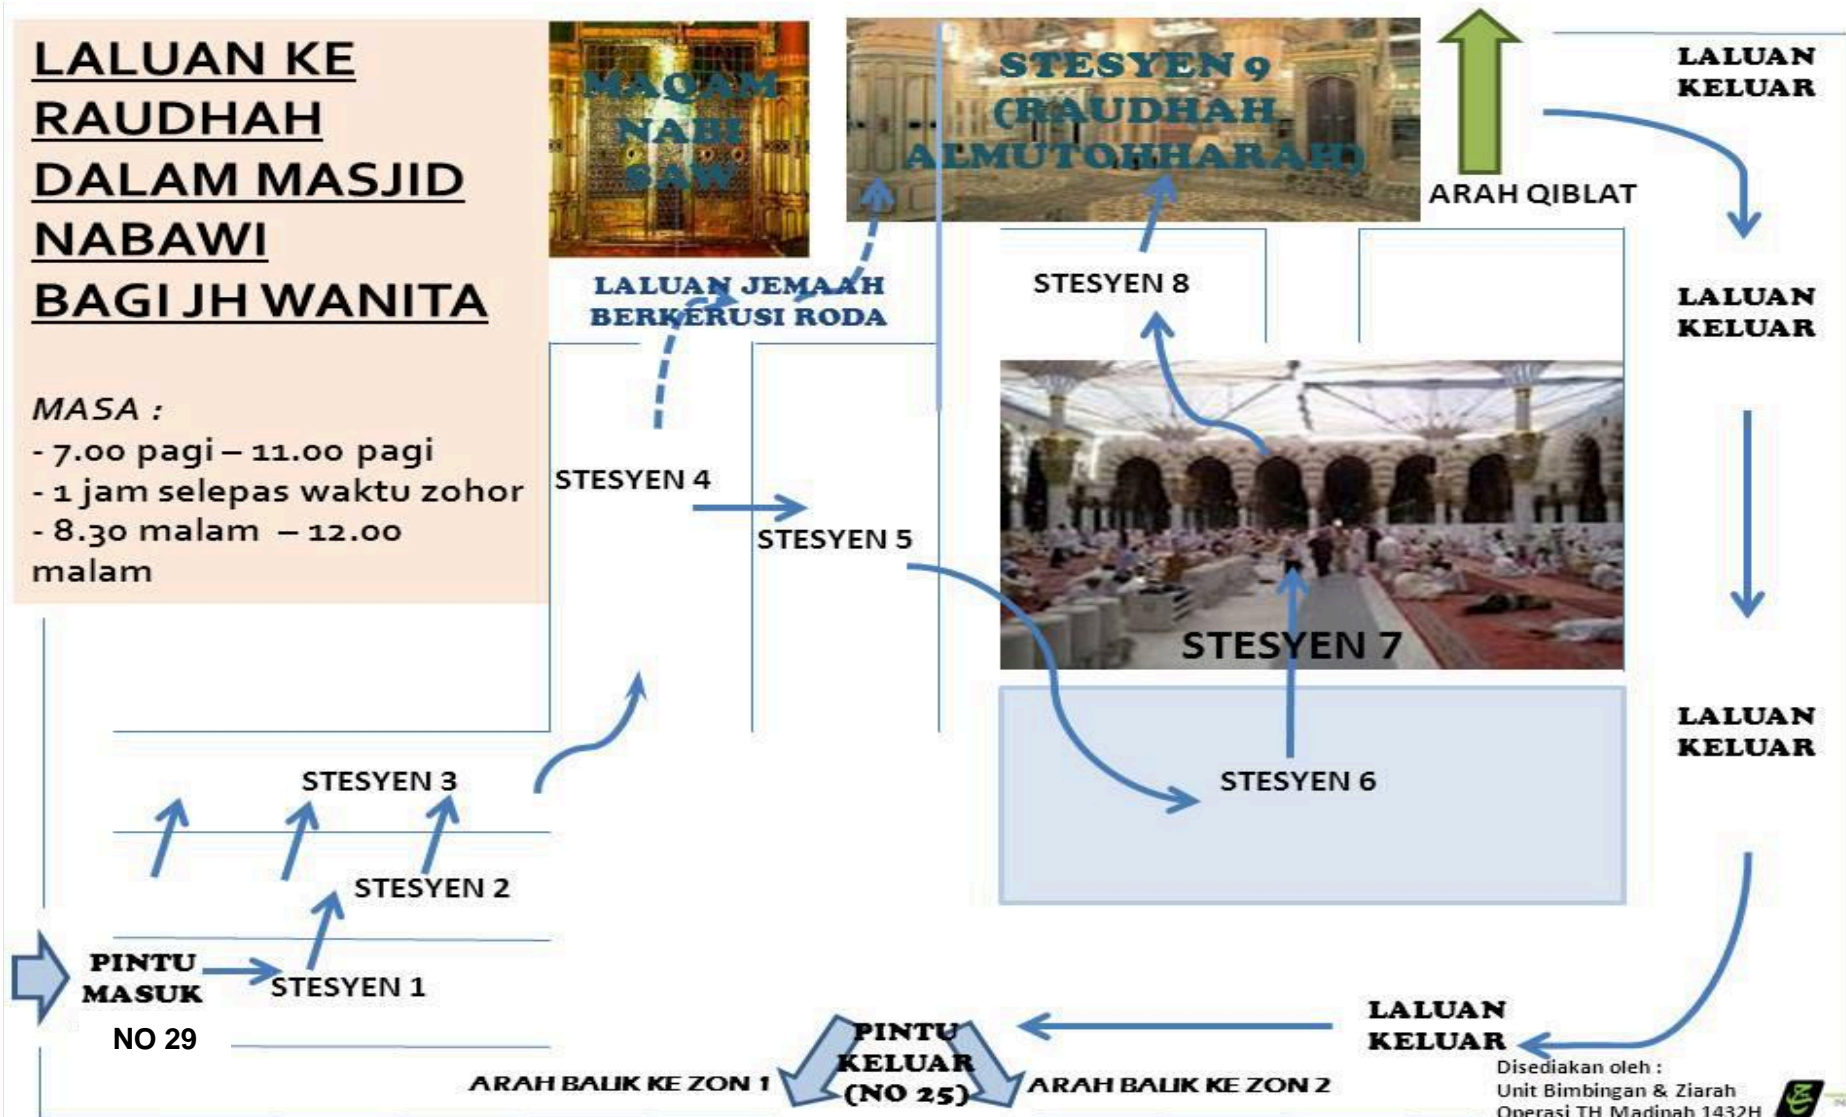 LALUAN KE
RAUDHAH
DALAM MASJID
NABAWI
BAGI JH WANITA
MASA :
- 7.00 pagi – 11.00 pagi
- 1 jam selepas waktu zohor
- 8.30 malam – 12.00
malam
MAQAM
NABI
SAW
STESYEN 9
(RAUDHAH
ALMUTOHHARAH)
ARAH QIBLAT
LALUAN
KELUAR
LALUAN JEMAAH
BERKERUSI RODA
STESYEN 8
LALUAN
KELUAR
STESYEN 4
STESYEN 5
STESYEN 7
LALUAN
KELUAR
STESYEN 6
STESYEN 3
STESYEN 2
PINTU
MASUK
NO 29
STESYEN 1
LALUAN
KELUAR
PINTU
KELUAR
(NO 25)
ARAH BALIK KE ZON 1
ARAH BALIK KE ZON 2
Disediakan oleh :
Unit Bimbingan & Ziarah
Operasi TH Madinah 1432H